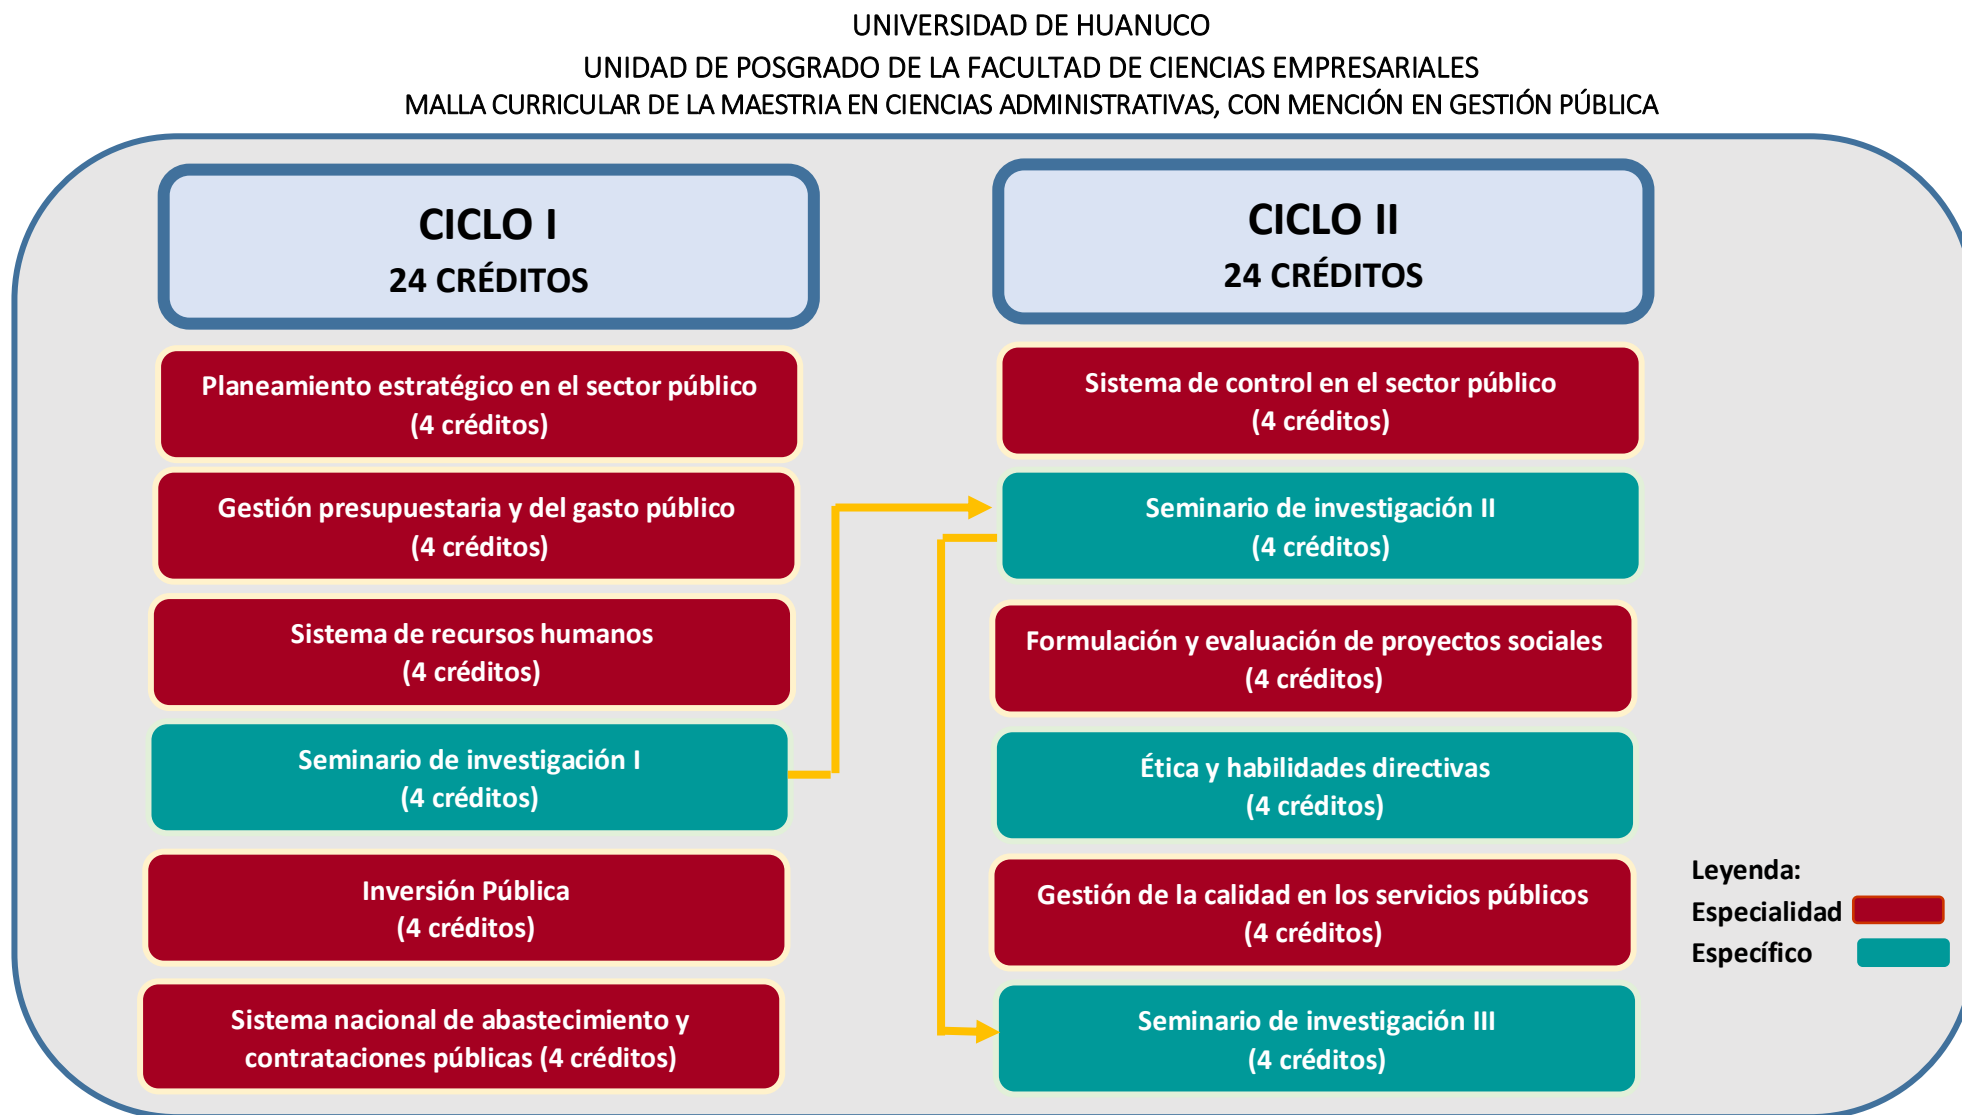 UNIVERSIDAD DE HUANUCO
UNIDAD DE POSGRADO DE LA FACULTAD DE CIENCIAS EMPRESARIALES
MALLA CURRICULAR DE LA MAESTRIA EN CIENCIAS ADMINISTRATIVAS, CON MENCIÓN EN GESTIÓN PÚBLICA
CICLO I
24 CRÉDITOS
Planeamiento estratégico en el sector público
(4 créditos)
Gestión presupuestaria y del gasto público
(4 créditos)
Sistema de recursos humanos
(4 créditos)
Seminario de investigación I
(4 créditos)
Inversión Pública
(4 créditos)
Sistema nacional de abastecimiento y
contrataciones públicas (4 créditos)
CICLO II
24 CRÉDITOS
Sistema de control en el sector público
(4 créditos)
Seminario de investigación II
(4 créditos)
Formulación y evaluación de proyectos sociales
(4 créditos)
Ética y habilidades directivas
(4 créditos)
Gestión de la calidad en los servicios públicos
(4 créditos)
Seminario de investigación III
(4 créditos)
Leyenda:
Especialidad
Específico